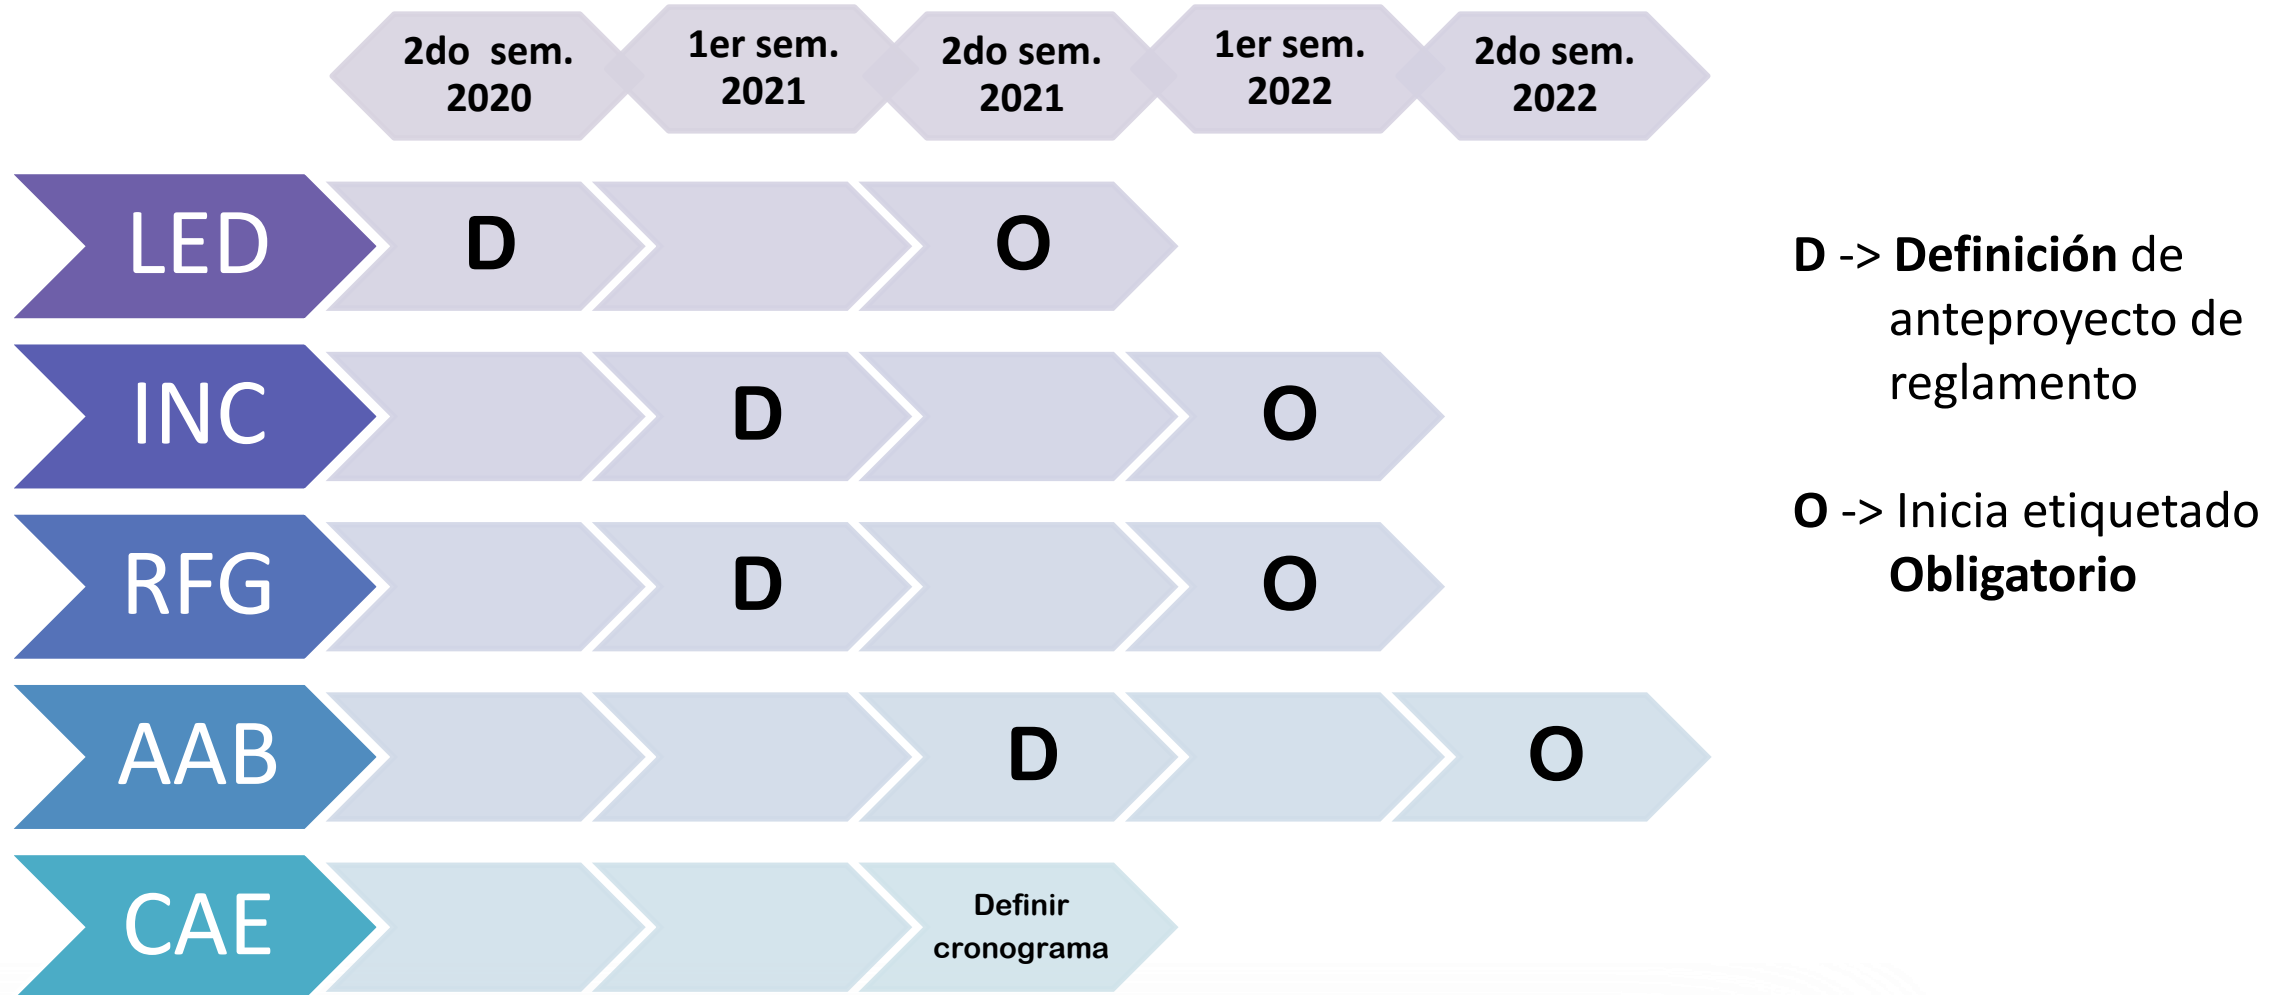 2do sem.
2020
1er sem.
2021
2do sem.
2021
1er sem.
2022
2do sem.
2022
LED
D
O
INC
D
O
RFG
D
O
AAB
D
O
CAE
Definir
cronograma
D -> Definición de
anteproyecto de
reglamento
O -> Inicia etiquetado
Obligatorio